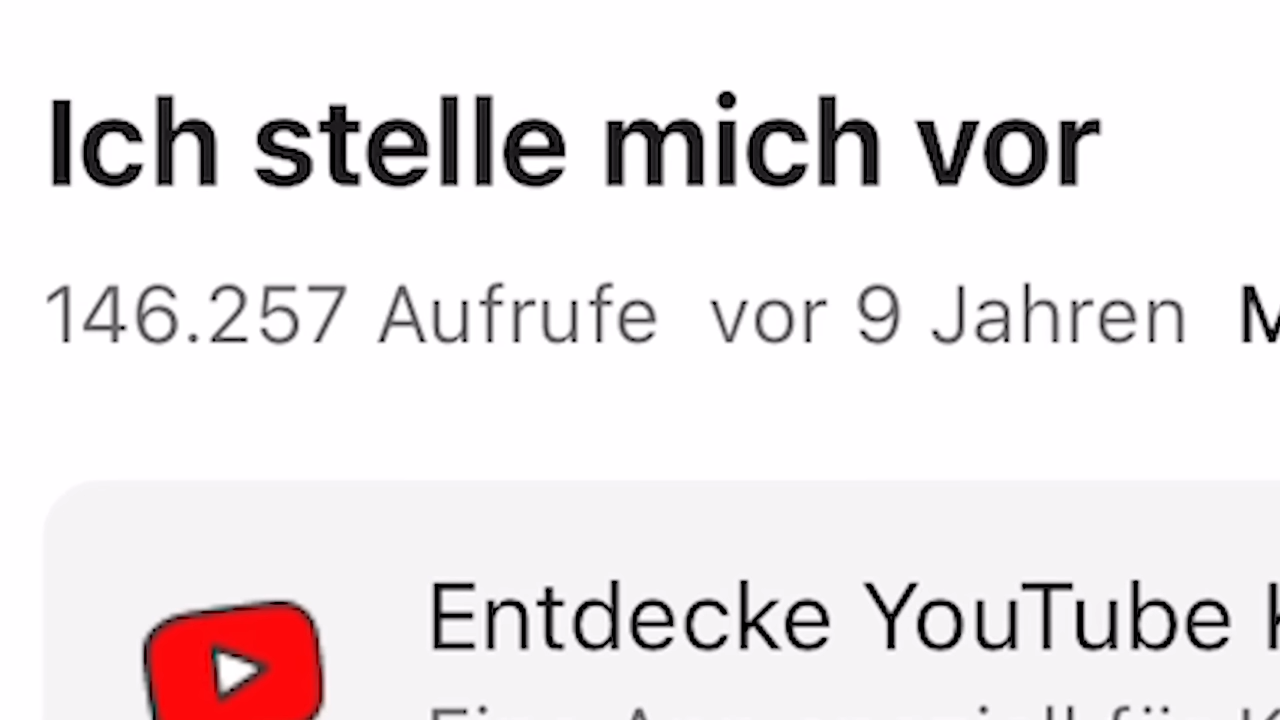 Ich stelle mich vor
146.257 Aufrufe vor 9 Jahren
Entdecke YouTube